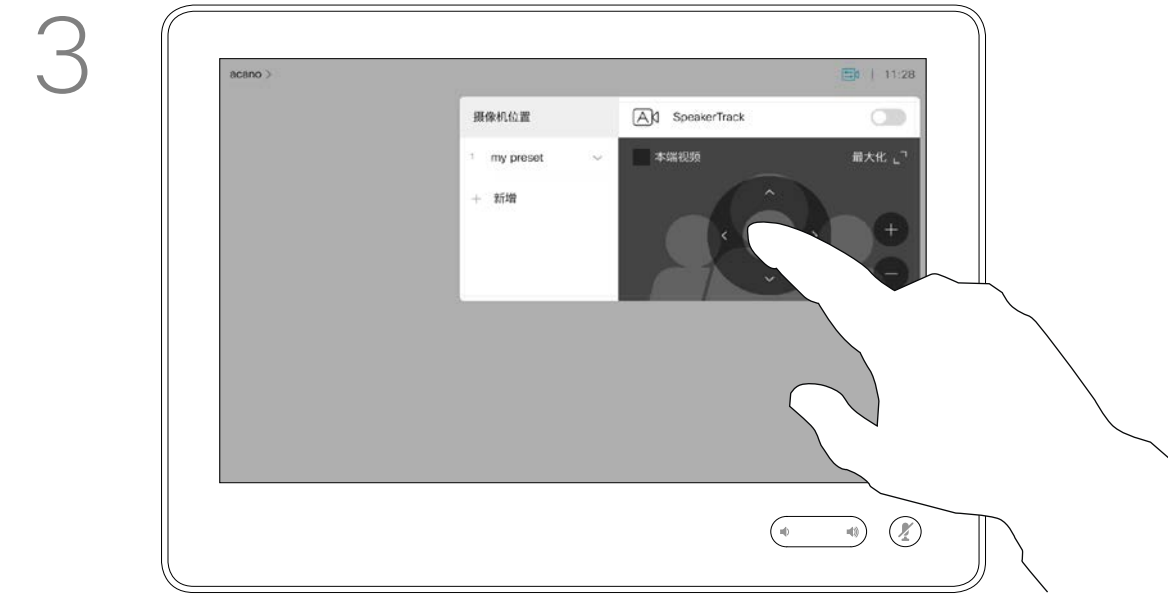 3
acano >
| 11:28
摄像机位置
SpeakerTrack
1 my preset
本端视频
最大化
+ 新增